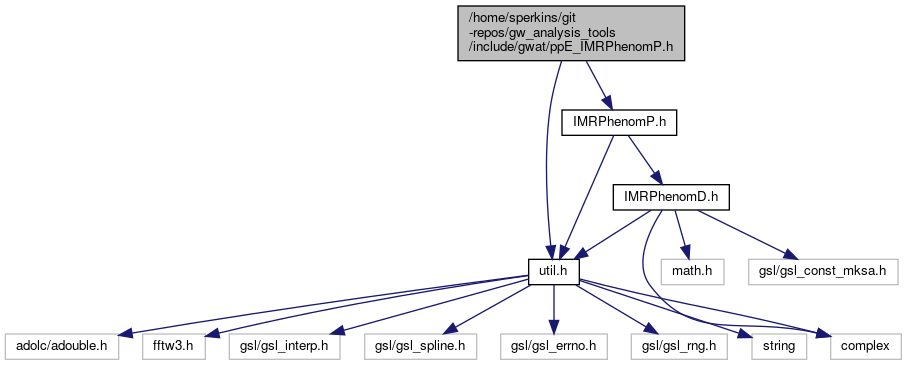 /home/sperkins/git
-repos/gw_analysis_tools
/include/gwat/ppE_IMRPhenomP.h
IMRPhenomP.h
IMRPhenomD.h
util.h
math.h
gsl/gsl_const_mksa.h
adolc/adouble.h
fftw3.h
gsl/gsl_interp.h
gsl/gsl_spline.h
gsl/gsl_errno.h
gsl/gsl_rng.h
string
complex